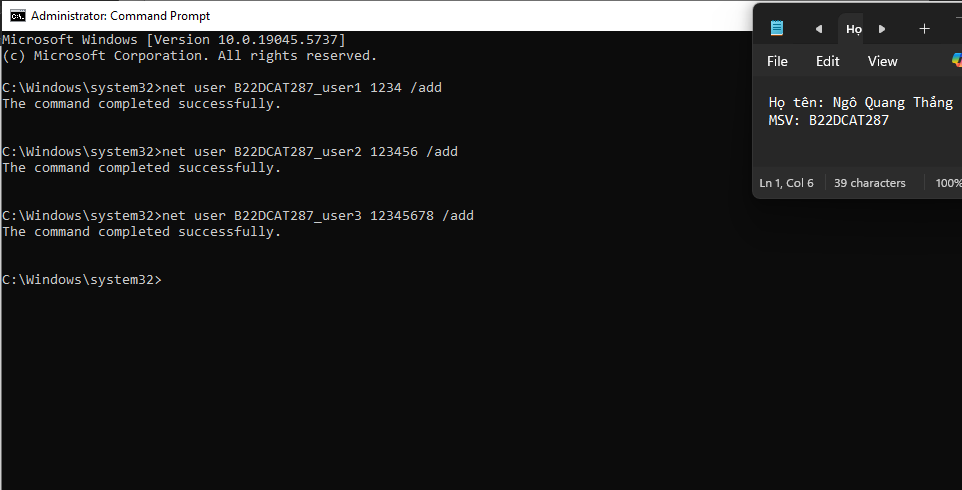 Administrator: Command Prompt
Microsoft Windows [Version 10.0.19045.5737]
(c) Microsoft Corporation. All rights reserved.
C:\Windows\system32>net user B22DCAT287_user1 1234 /add
The command completed successfully.
C:\Windows\system32>net user B22DCAT287_user2 123456 /add
The command completed successfully.
C:\Windows\system32>net user B22DCAT287_user3 12345678 /add
The command completed successfully.
C:\Windows\system32>
Họ
File Edit View
Họ tên: Ngô Quang Thắng
MSV: B22DCAT287
Ln 1, Col 6 39 characters 100%